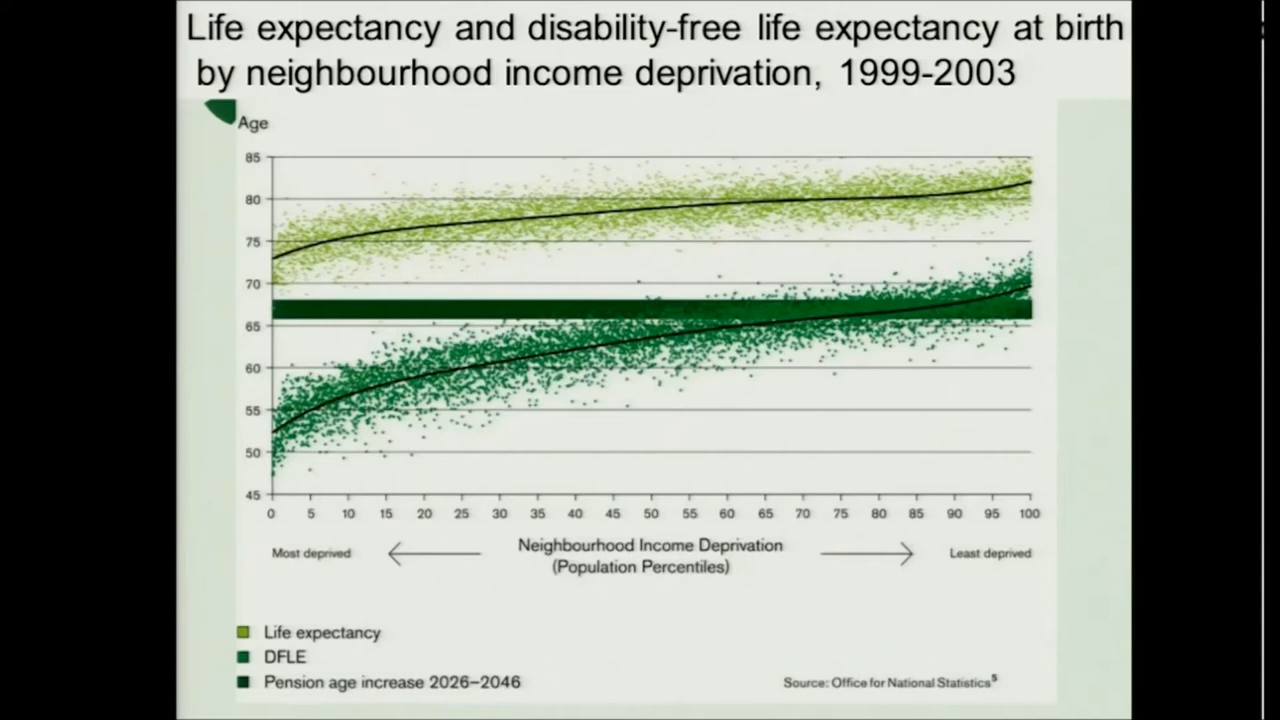 Life expectancy and disability-free life expectancy at birth
by neighbourhood income deprivation, 1999-2003
Age
85
80
75
70
65
60
55
50
45
0 5 10 15 20 25 30 35 40 45 50 55 60 65 70 75 80 85 90 95 100
Most deprived Neighbourhood Income Deprivation Least deprived
(Population Percentiles)
Life expectancy
DFLE
Pension age increase 2026–2046 Source: Office for National Statistics⁵